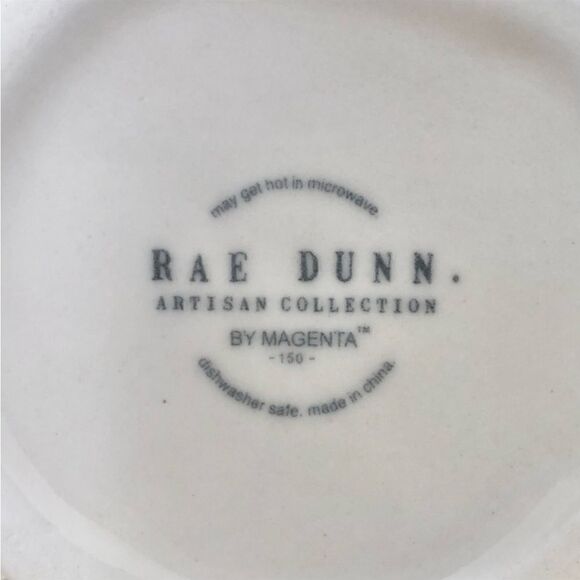 may get hot in microwave.
RAE DUNN.
ARTISAN COLLECTION
BY MAGENTA™
- 150 -
dishwasher safe. made in china.